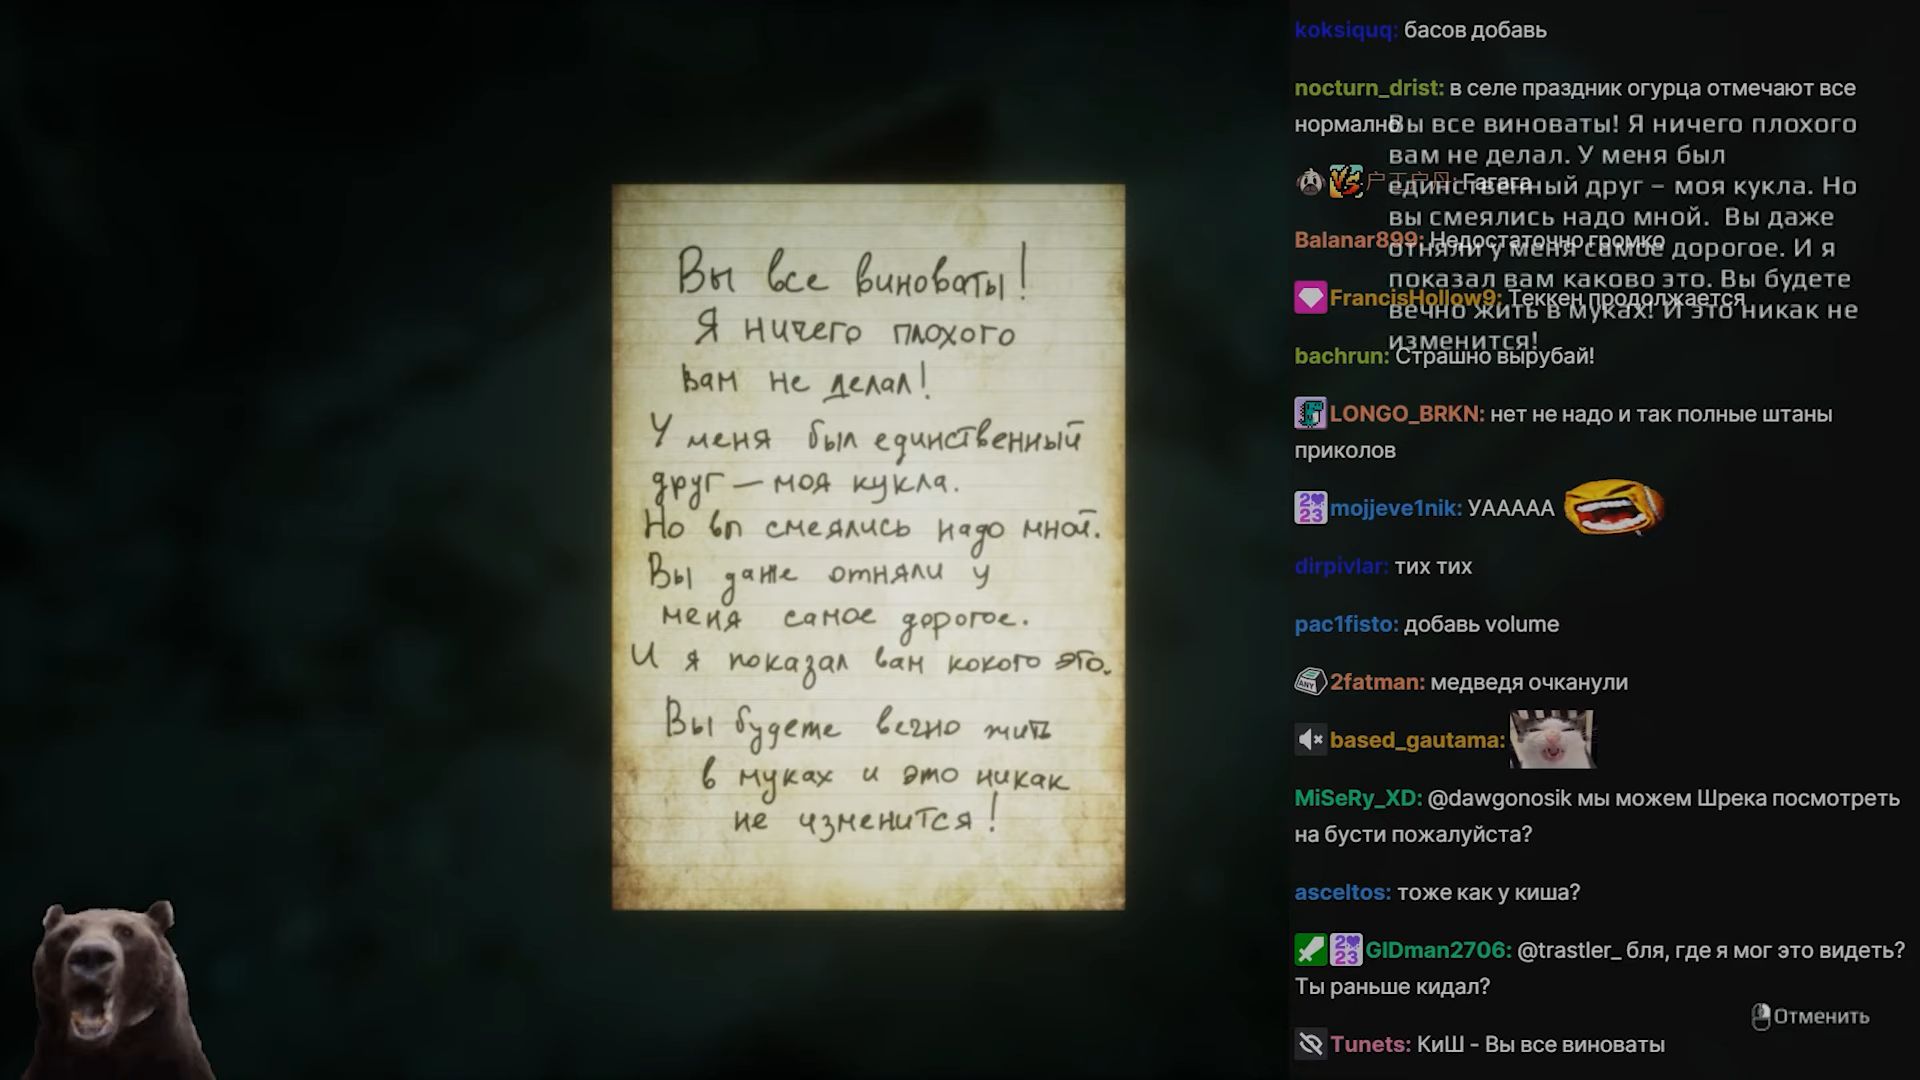 Вы все виноваты!
Я ничего плохого
вам не делал!
У меня был единственный
друг — моя кукла.
Но вы смеялись надо мной.
Вы даже отняли у
меня самое дорогое.
И я показал вам кокого это.
Вы будете вечно жить
в муках и это никак
не изменится!
Вы все виноваты! Я ничего плохого
вам не делал. У меня был
единственный друг – моя кукла. Но
вы смеялись надо мной. Вы даже
отняли у меня самое дорогое. И я
показал вам каково это. Вы будете
вечно жить в муках! И это никак не
изменится!
koksiquq: басов добавь
nocturn_drist: в селе праздник огурца отмечают все
нормально
VS : Гагага
Balanar899: Недостаточно громко
FrancisHollow9: Теккен продолжается
bachrun: Страшно вырубай!
LONGO_BRKN: нет не надо и так полные штаны
приколов
2 23 mojjeve1nik: УААААА
dirpivlar: тих тих
pac1fisto: добавь volume
ANY 2fatman: медведя очканули
based_gautama:
MiSeRy_XD: @dawgonosik мы можем Шрека посмотреть
на бусти пожалуйста?
asceltos: тоже как у киша?
2 23 GIDman2706: @trastler_ бля, где я мог это видеть?
Ты раньше кидал?
Отменить
Tunets: КиШ - Вы все виноваты